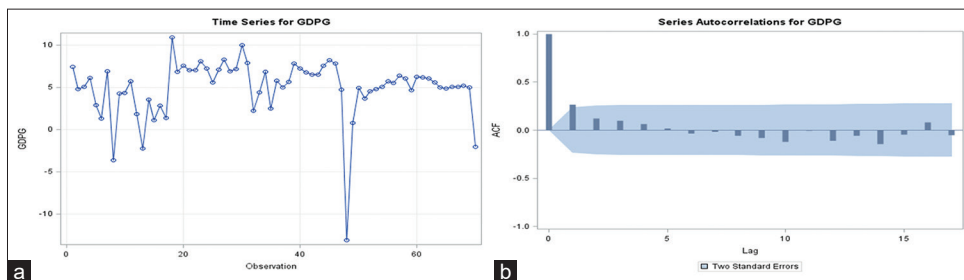 Time Series for GDPG
10
5
0
-5
-10
GDPG
0
20
40
60
Observation
a
Series Autocorrelations for GDPG
1.0
0.5
0.0
-0.5
-1.0
ACF
0
5
10
15
Lag
Two Standard Errors
b